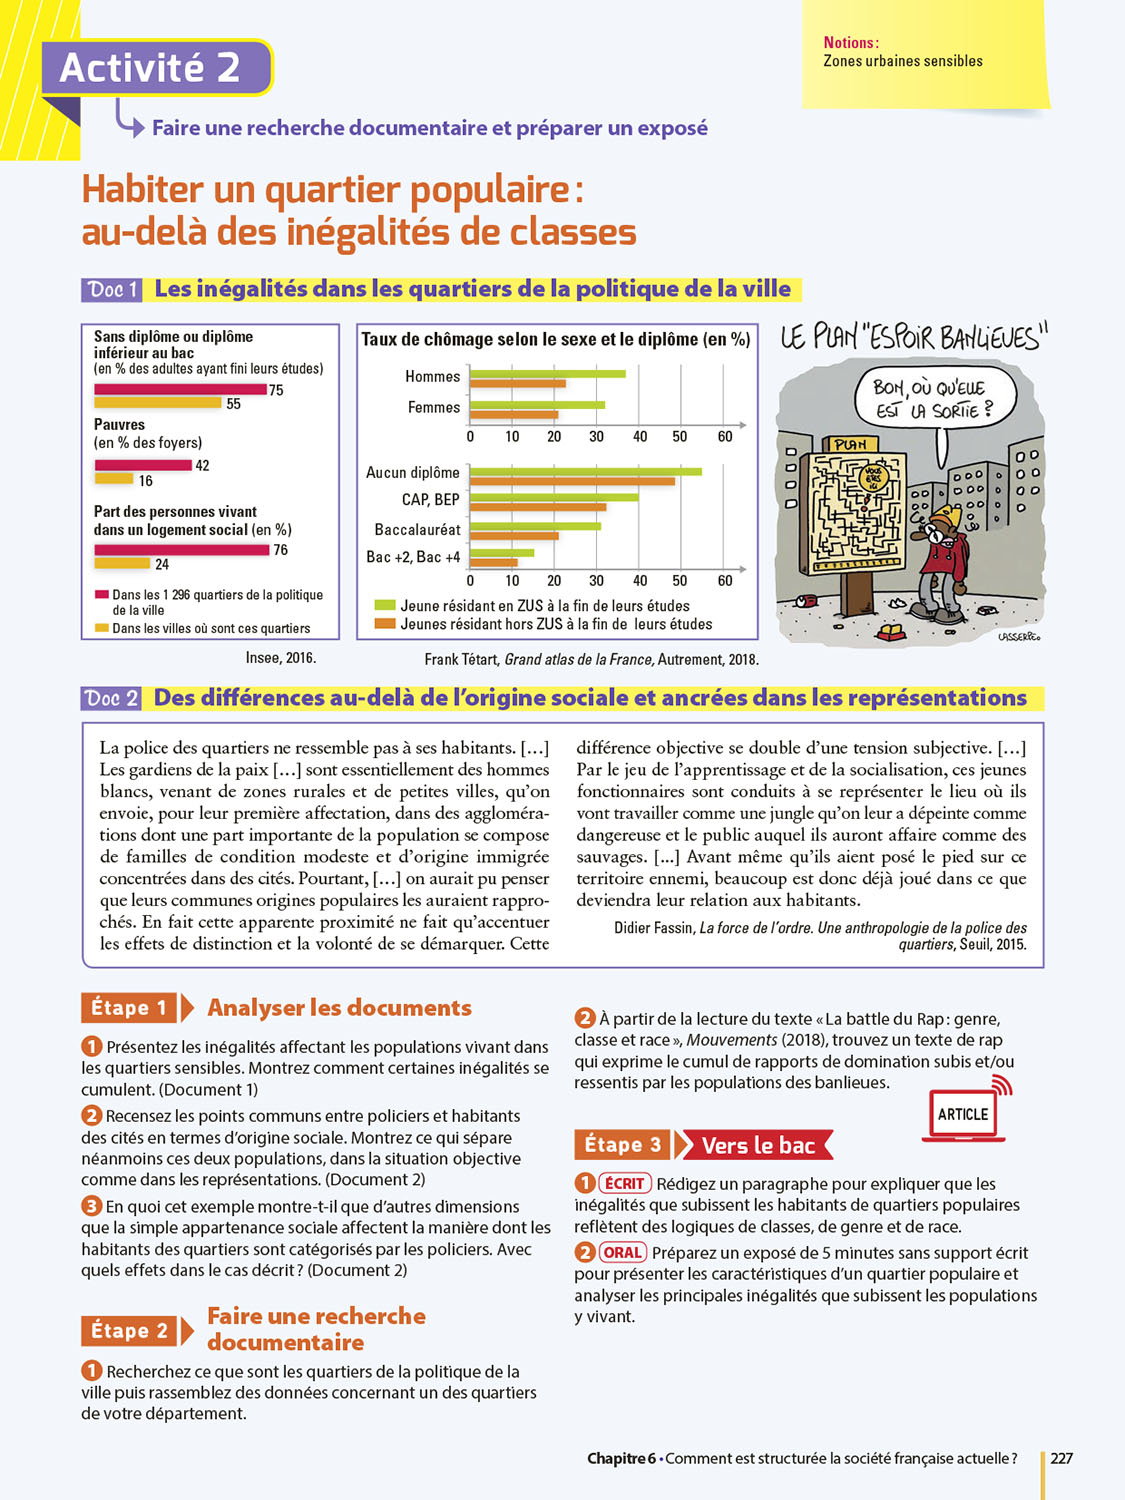 Notions :
Zones urbaines sensibles
Activité 2
Faire une recherche documentaire et préparer un exposé
Habiter un quartier populaire :
au-delà des inégalités de classes
Doc 1 Les inégalités dans les quartiers de la politique de la ville
Sans diplôme ou diplôme
inférieur au bac
(en % des adultes ayant fini leurs études)
75
55
Pauvres
(en % des foyers)
42
16
Part des personnes vivant
dans un logement social (en %)
76
24
Dans les 1 296 quartiers de la politique
de la ville
Dans les villes où sont ces quartiers
Insee, 2016.
Taux de chômage selon le sexe et le diplôme (en %)
Hommes
Femmes
0 10 20 30 40 50 60
Aucun diplôme
CAP, BEP
Baccalauréat
Bac +2, Bac +4
0 10 20 30 40 50 60
Jeune résidant en ZUS à la fin de leurs études
Jeunes résidant hors ZUS à la fin de leurs études
Frank Tétart, Grand atlas de la France, Autrement, 2018.
LE PLAN "ESPOIR BANLIEUES"
BON, OÙ QU'ELLE
EST LA SORTIE ?
PLAN
VOUS
ÊTES
ICI
LASSERPE
Doc 2 Des différences au-delà de l'origine sociale et ancrées dans les représentations
La police des quartiers ne ressemble pas à ses habitants. […]
Les gardiens de la paix […] sont essentiellement des hommes
blancs, venant de zones rurales et de petites villes, qu'on
envoie, pour leur première affectation, dans desággloméra-
tions dont une part importante de la population se compose
de familles de condition modeste et d'origine immigrée
concentrées dans des cités. Pourtant, […] on aurait pu penser
que leurs communes origines populaires les auraient rappro-
chés. En fait cette apparente proximité ne fait qu'accentuer
les effets de distinction et la volonté de se démarquer. Cette
différence objective se double d'une tension subjective. […]
Par le jeu de l'apprentissage et de la socialisation, ces jeunes
fonctionnaires sont conduits à se représenter le lieu où ils
vont travailler comme une jungle qu'on leur a dépeinte comme
dangereuse et le public auquel ils auront affaire comme des
sauvages. [...] Avant même qu'ils aient posé le pied sur ce
territoire ennemi, beaucoup est donc déjà joué dans ce que
deviendra leur relation aux habitants.
Didier Fassin, La force de l'ordre. Une anthropologie de la police des
quartiers, Seuil, 2015.
Étape 1 Analyser les documents
1 Présentez les inégalités affectant les populations vivant dans
les quartiers sensibles. Montrez comment certaines inégalités se
cumulent. (Document 1)
2 Recensez les points communs entre policiers et habitants
des cités en termes d'origine sociale. Montrez ce qui sépare
néanmoins ces deux populations, dans la situation objective
comme dans les représentations. (Document 2)
3 En quoi cet exemple montre-t-il que d'autres dimensions
que la simple appartenance sociale affectent la manière dont les
habitants des quartiers sont catégorisés par les policiers. Avec
quels effets dans le cas décrit ? (Document 2)
Étape 2 Faire une recherche
documentaire
1 Recherchez ce que sont les quartiers de la politique de la
ville puis rassemblez des données concernant un des quartiers
de votre département.
2 À partir de la lecture du texte « La battle du Rap : genre,
classe et race », Mouvements (2018), trouvez un texte de rap
qui exprime le cumul de rapports de domination subis et/ou
ressentis par les populations des banlieues.
ARTICLE
Étape 3 Vers le bac
1 ÉCRIT Rédigez un paragraphe pour expliquer que les
inégalités que subissent les habitants de quartiers populaires
reflètent des logiques de classes, de genre et de race.
2 ORAL Préparez un exposé de 5 minutes sans support écrit
pour présenter les caractéristiques d'un quartier populaire et
analyser les principales inégalités que subissent les populations
y vivant.
Chapitre 6 • Comment est structurée la société française actuelle ? 227